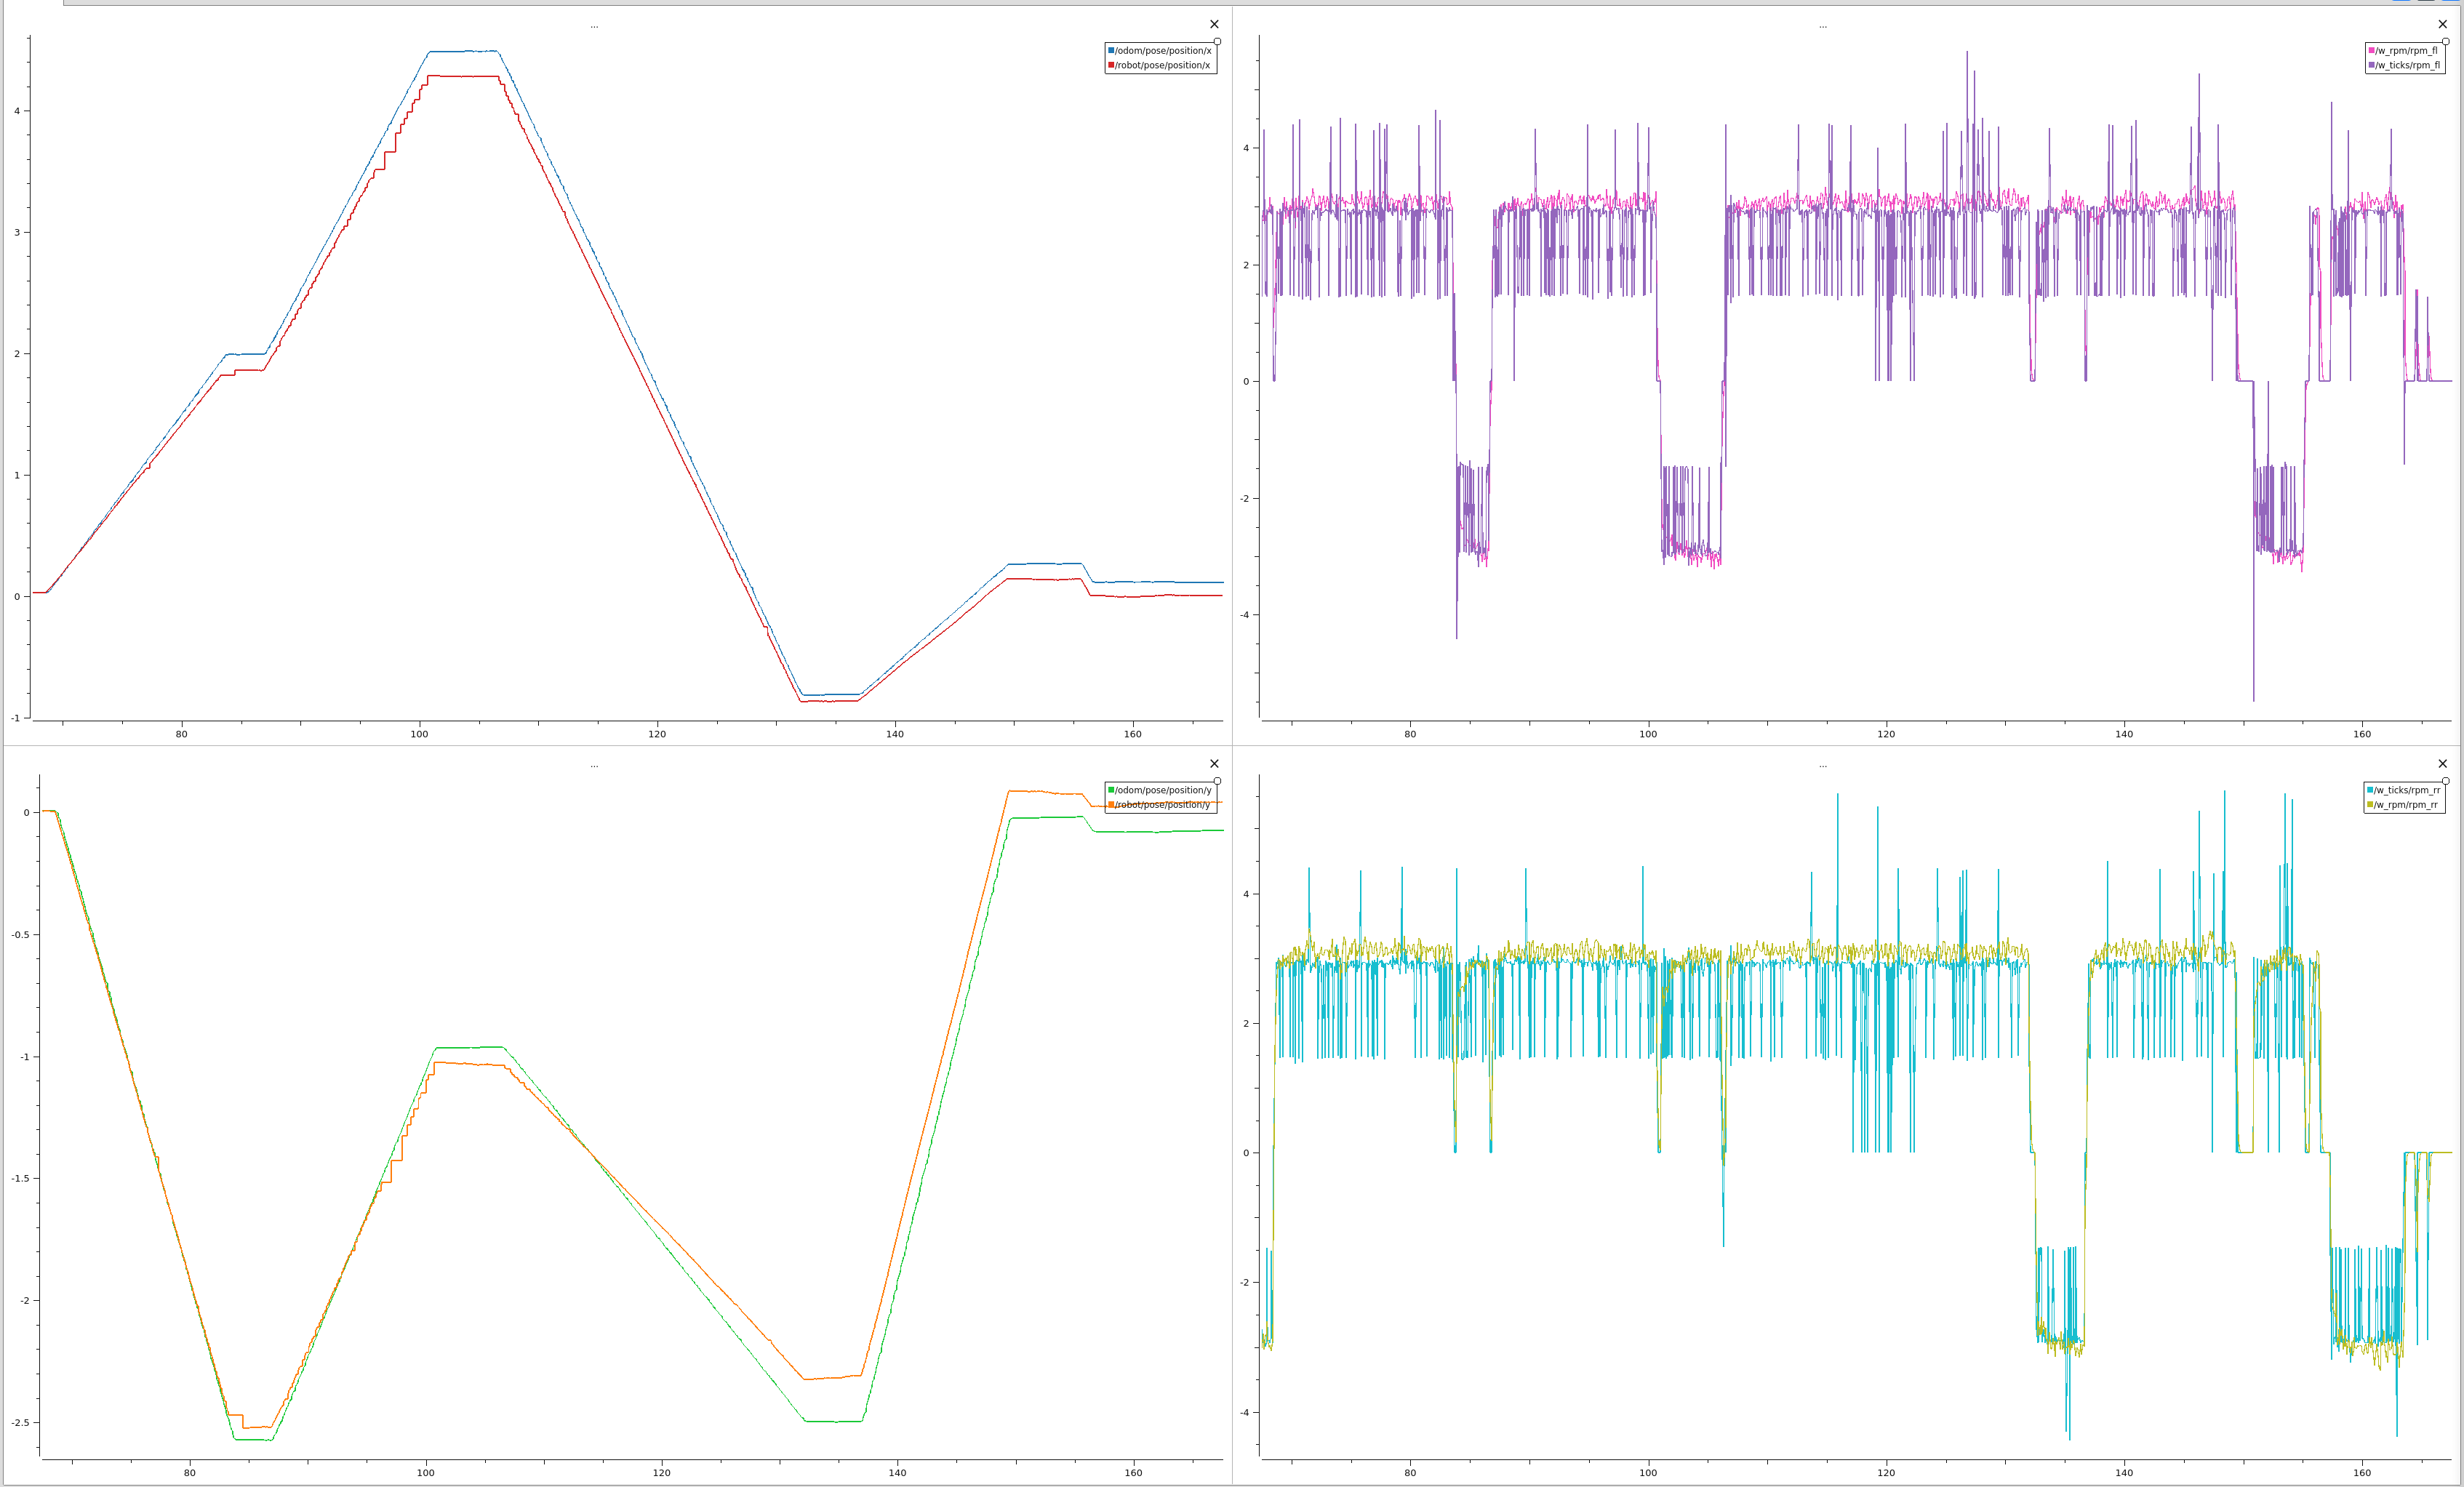 ...
/odom/pose/position/x
/robot/pose/position/x
4
3
2
1
0
-1
80 100 120 140 160
...
/w_rpm/rpm_fl
/w_ticks/rpm_fl
4
2
0
-2
-4
80 100 120 140 160
...
/odom/pose/position/y
/robot/pose/position/y
0
-0.5
-1
-1.5
-2
-2.5
80 100 120 140 160
...
/w_ticks/rpm_rr
/w_rpm/rpm_rr
4
2
0
-2
-4
80 100 120 140 160